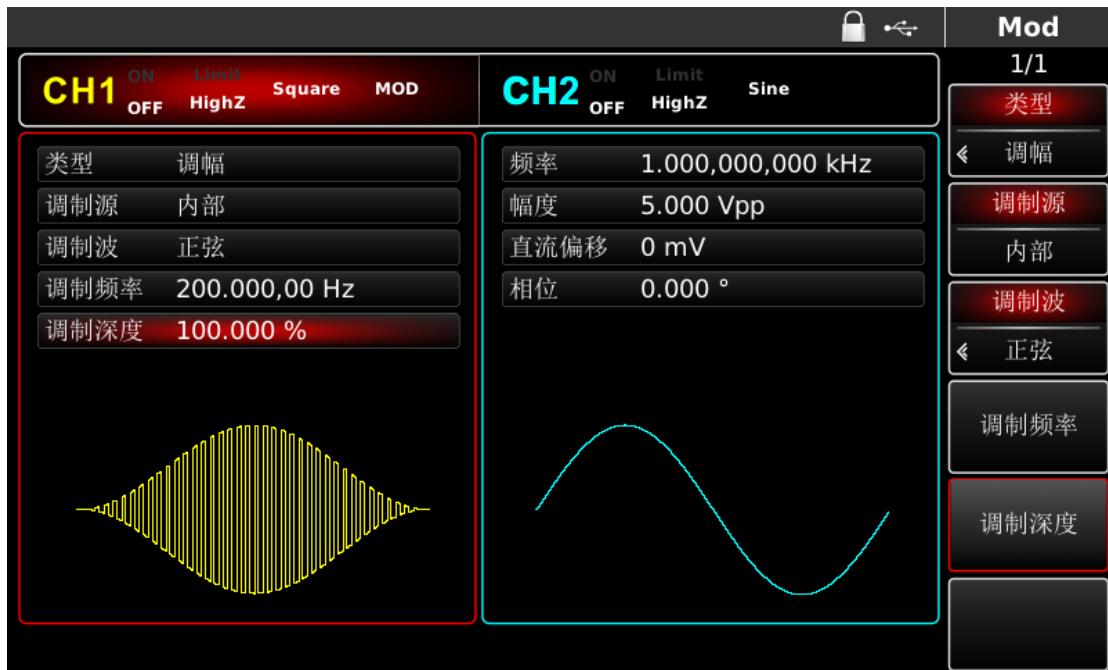 Mod
1/1
CH1 ON OFF Limit HighZ Square MOD
CH2 ON OFF Limit HighZ Sine
类型 调幅
调制源 内部
调制波 正弦
调制频率 200.000,00 Hz
调制深度 100.000 %
频率 1.000,000,000 kHz
幅度 5.000 Vpp
直流偏移 0 mV
相位 0.000 °
类型
调幅
调制源
内部
调制波
正弦
调制频率
调制深度